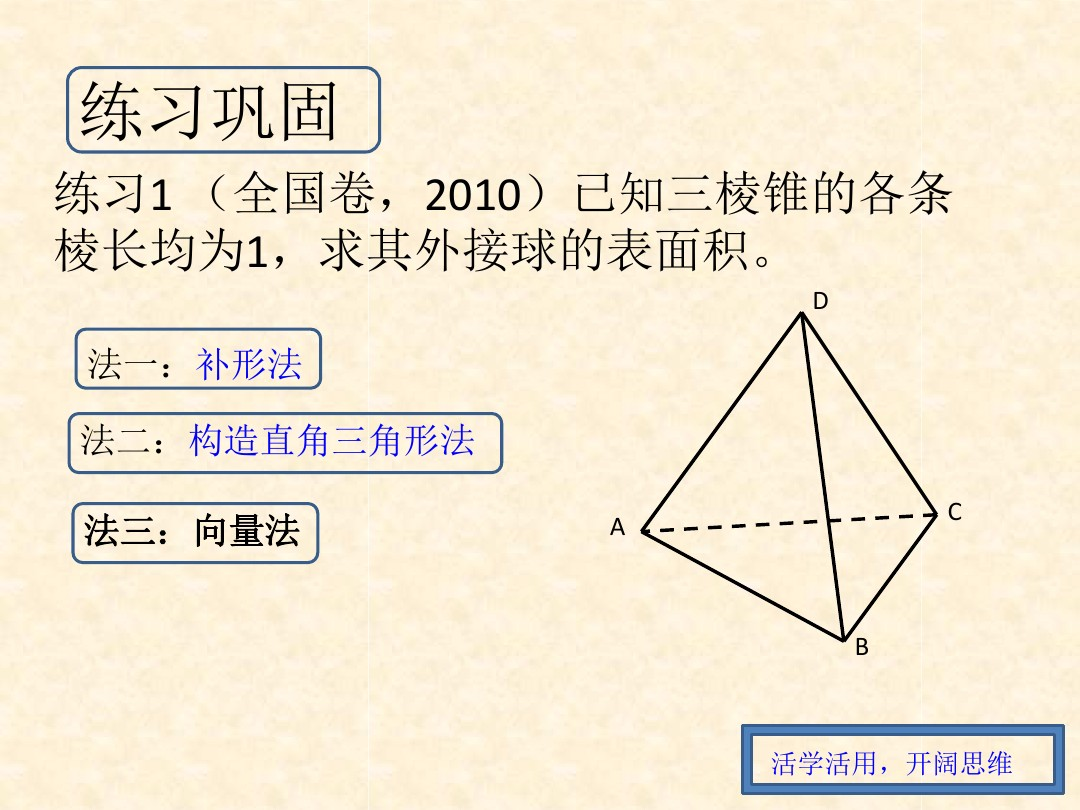 练习巩固
练习1 （全国卷，2010）已知三棱锥的各条
棱长均为1，求其外接球的表面积。
法一：补形法
法二：构造直角三角形法
法三：向量法
D
A
C
B
活学活用，开阔思维